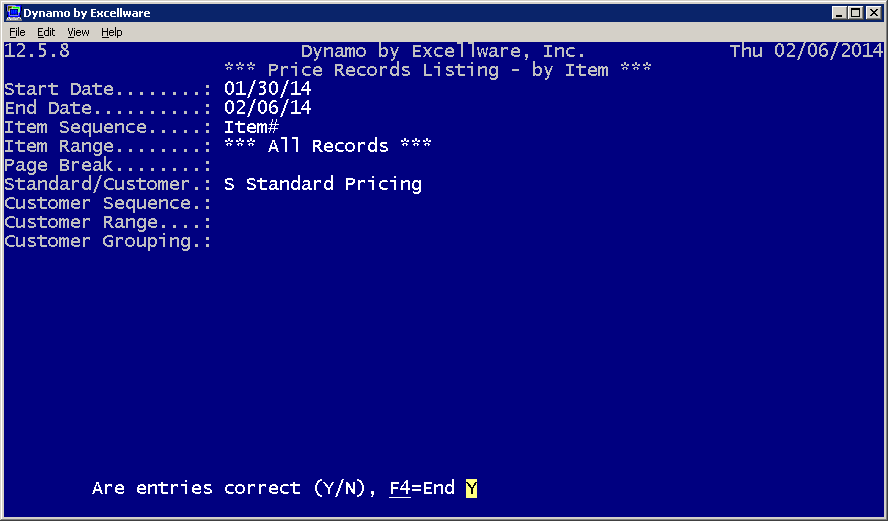 Dynamo by Excellware
File Edit View Help
12.5.8 Dynamo by Excellware, Inc. Thu 02/06/2014
*** Price Records Listing - by Item ***
Start Date........: 01/30/14
End Date..........: 02/06/14
Item Sequence.....: Item#
Item Range........: *** All Records ***
Page Break........:
Standard/Customer.: S Standard Pricing
Customer Sequence.:
Customer Range....:
Customer Grouping.:
Are entries correct (Y/N), F4=End Y